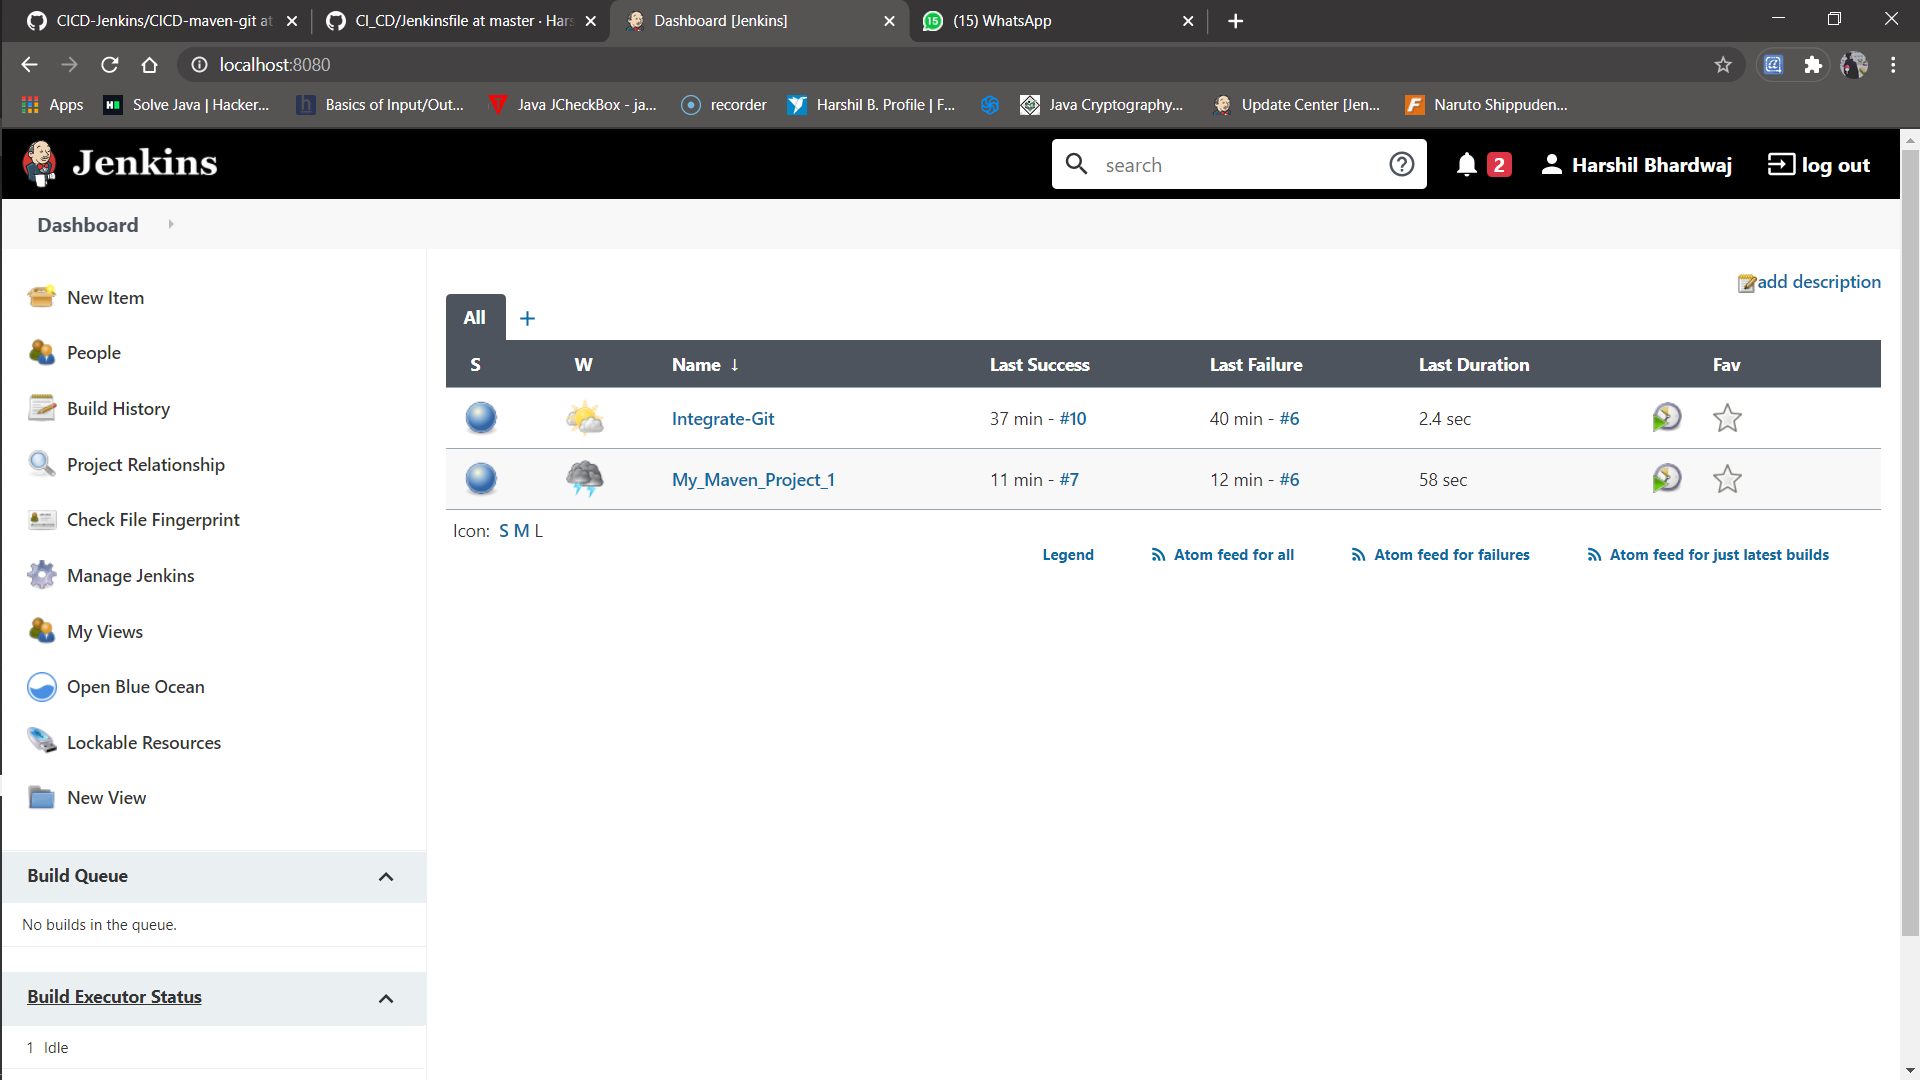 CICD-Jenkins/CICD-maven-git at
CI_CD/Jenkinsfile at master · Hars
Dashboard [Jenkins]
15
(15) WhatsApp
localhost:8080
Apps
Solve Java | Hacker...
Basics of Input/Out...
Java JCheckBox - ja...
recorder
Harshil B. Profile | F...
Java Cryptography...
Update Center [Jen...
Naruto Shippuden...
Jenkins
search
2
Harshil Bhardwaj
log out
Dashboard
New Item
People
Build History
Project Relationship
Check File Fingerprint
Manage Jenkins
My Views
Open Blue Ocean
Lockable Resources
New View
Build Queue
No builds in the queue.
Build Executor Status
1 Idle
add description
All +
S W Name ↓ Last Success Last Failure Last Duration Fav
Integrate-Git 37 min - #10 40 min - #6 2.4 sec
My_Maven_Project_1 11 min - #7 12 min - #6 58 sec
Icon: S M L
Legend Atom feed for all Atom feed for failures Atom feed for just latest builds